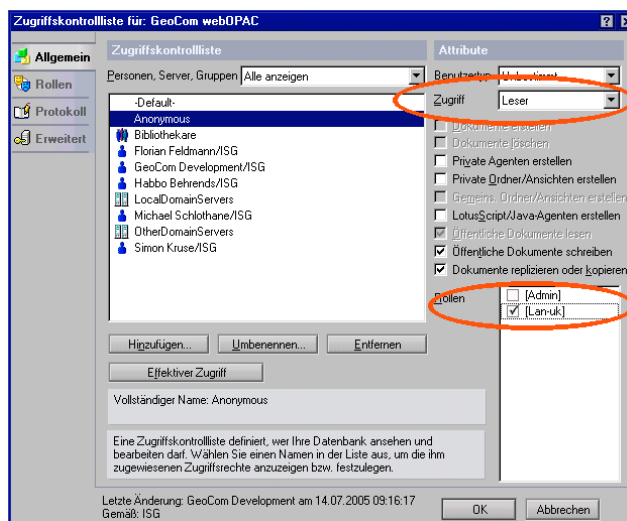 Zugriffskontrollliste für: GeoCom webOPAC
Allgemein
Rollen
Protokoll
Erweitert
Zugriffskontrollliste
Personen, Server, Gruppen Alle anzeigen
-Default-
Anonymous
Bibliothekare
Florian Feldmann/ISG
GeoCom Development/ISG
Habbo Behrends/ISG
LocalDomainServers
Michael Schlothane/ISG
OtherDomainServers
Simon Kruse/ISG
Hinzufügen... Umbenennen... Entfernen
Effektiver Zugriff
Vollständiger Name: Anonymous
Eine Zugriffskontrollliste definiert, wer Ihre Datenbank ansehen und
bearbeiten darf. Wählen Sie einen Namen in der Liste aus, um die ihm
zugewiesenen Zugriffsrechte anzuzeigen bzw. festzulegen.
Attribute
Benutzertyp Unbestimmt
Zugriff Leser
Dokumente erstellen
Dokumente löschen
Private Agenten erstellen
Private Ordner/Ansichten erstellen
Gemeins. Ordner/Ansichten erstellen
LotusScript/Java-Agenten erstellen
Öffentliche Dokumente lesen
Öffentliche Dokumente schreiben
Dokumente replizieren oder kopieren
Rollen
[Admin]
[Lan-uk]
Letzte Änderung: GeoCom Development am 14.07.2005 09:16:17
Gemäß: ISG
OK Abbrechen